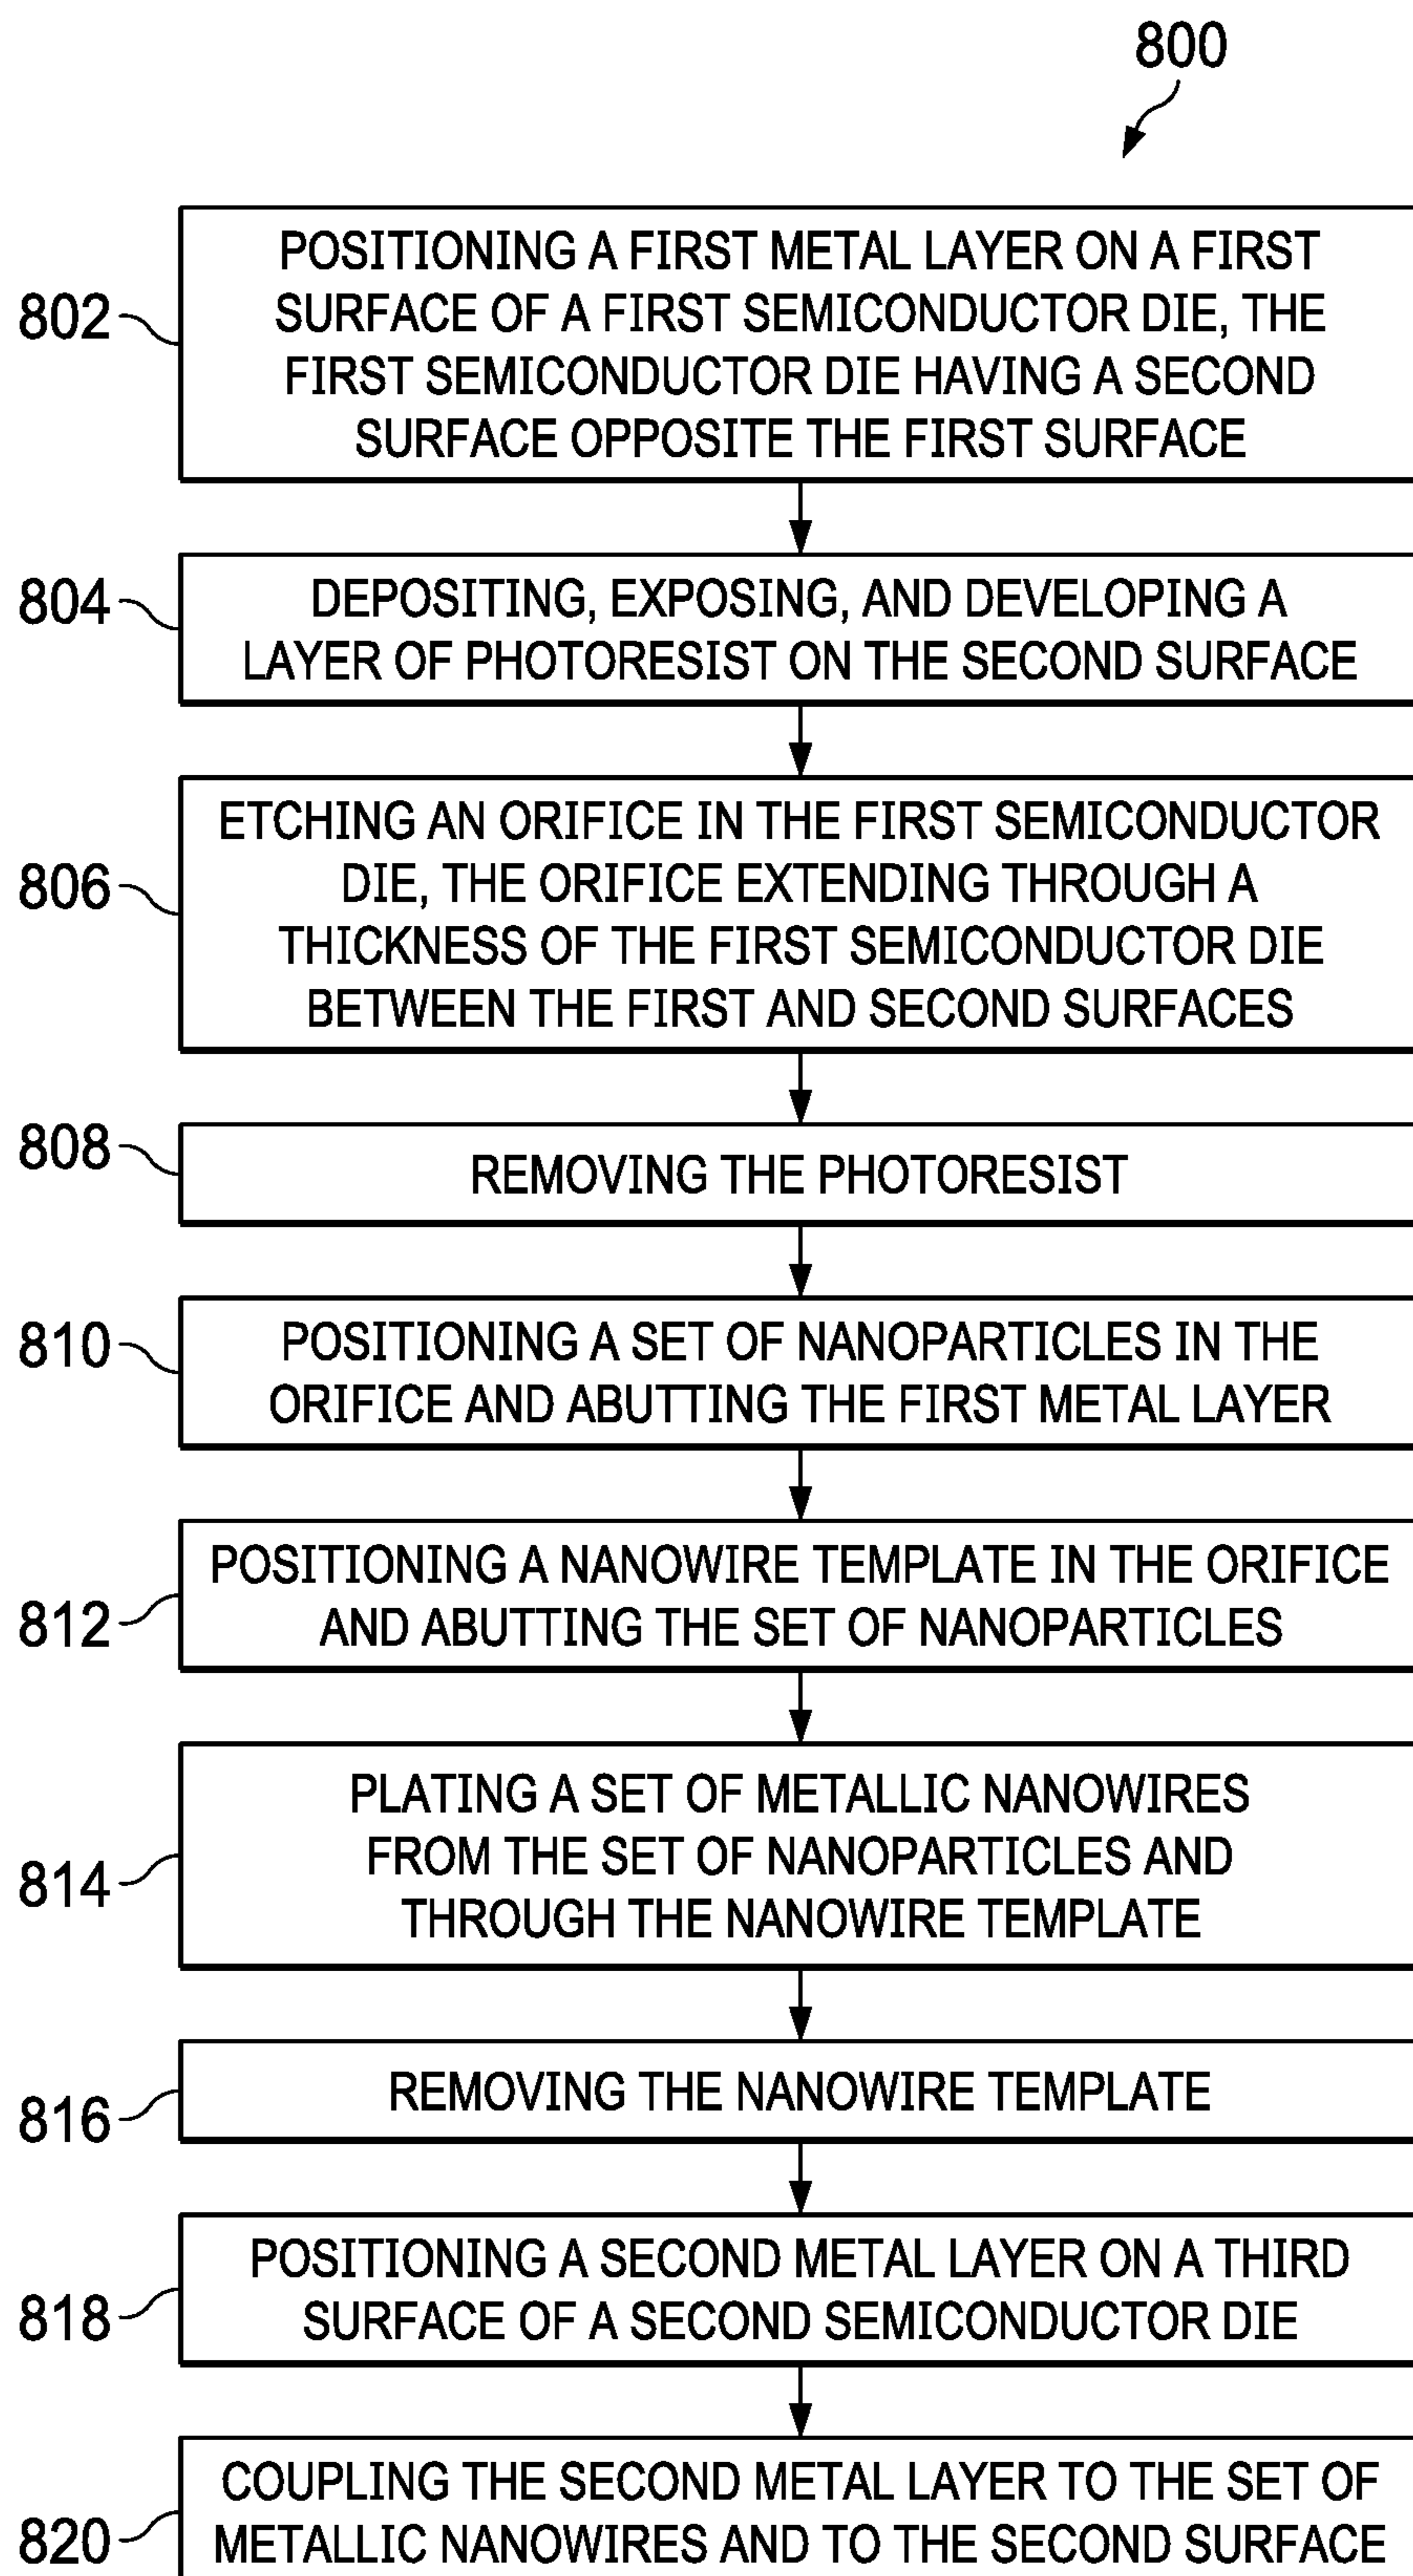 800
802
POSITIONING A FIRST METAL LAYER ON A FIRST
SURFACE OF A FIRST SEMICONDUCTOR DIE, THE
FIRST SEMICONDUCTOR DIE HAVING A SECOND
SURFACE OPPOSITE THE FIRST SURFACE
804
DEPOSITING, EXPOSING, AND DEVELOPING A
LAYER OF PHOTORESIST ON THE SECOND SURFACE
806
ETCHING AN ORIFICE IN THE FIRST SEMICONDUCTOR
DIE, THE ORIFICE EXTENDING THROUGH A
THICKNESS OF THE FIRST SEMICONDUCTOR DIE
BETWEEN THE FIRST AND SECOND SURFACES
808
REMOVING THE PHOTORESIST
810
POSITIONING A SET OF NANOPARTICLES IN THE
ORIFICE AND ABUTTING THE FIRST METAL LAYER
812
POSITIONING A NANOWIRE TEMPLATE IN THE ORIFICE
AND ABUTTING THE SET OF NANOPARTICLES
814
PLATING A SET OF METALLIC NANOWIRES
FROM THE SET OF NANOPARTICLES AND
THROUGH THE NANOWIRE TEMPLATE
816
REMOVING THE NANOWIRE TEMPLATE
818
POSITIONING A SECOND METAL LAYER ON A THIRD
SURFACE OF A SECOND SEMICONDUCTOR DIE
820
COUPLING THE SECOND METAL LAYER TO THE SET OF
METALLIC NANOWIRES AND TO THE SECOND SURFACE